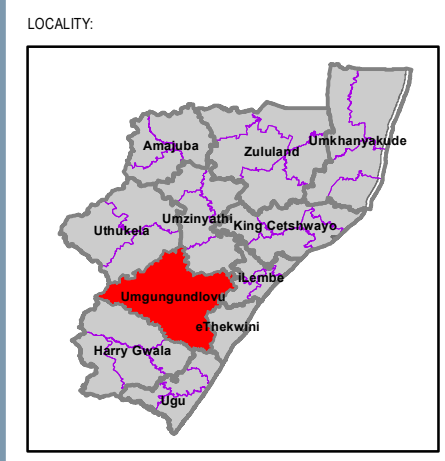 LOCALITY:
Amajuba
Zululand
Umkhanyakude
Umzinyathi
King Cetshwayo
Uthukela
iLembe
Umgungundlovu
eThekwini
Harry Gwala
Ugu